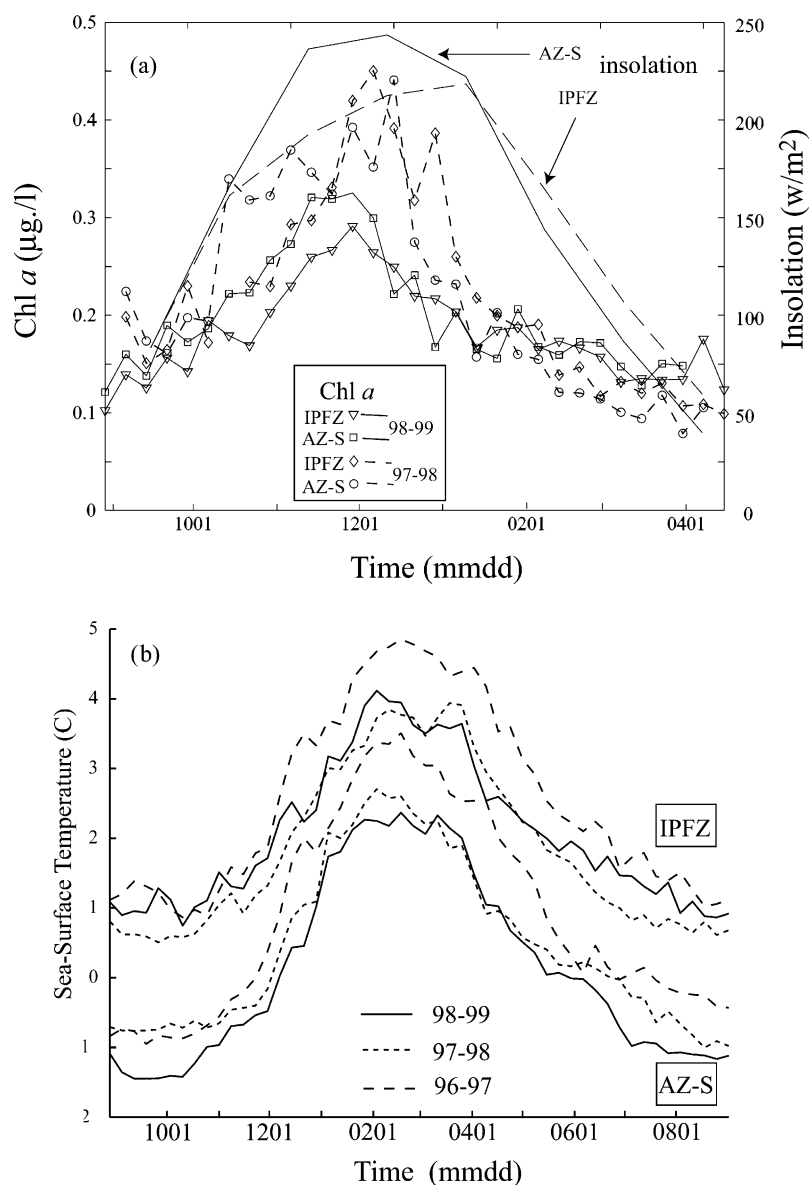 (a)
0.5
0.4
0.3
0.2
0.1
0
Chl a (μg./l)
250
200
150
100
50
0
Insolation (w/m2)
AZ-S
insolation
IPFZ
Chl a
IPFZ
AZ-S
98-99
IPFZ
AZ-S
97-98
1001
1201
0201
0401
Time (mmdd)
(b)
5
4
3
2
1
0
1
2
Sea-Surface Temperature (C)
IPFZ
98-99
97-98
96-97
AZ-S
1001
1201
0201
0401
0601
0801
Time (mmdd)